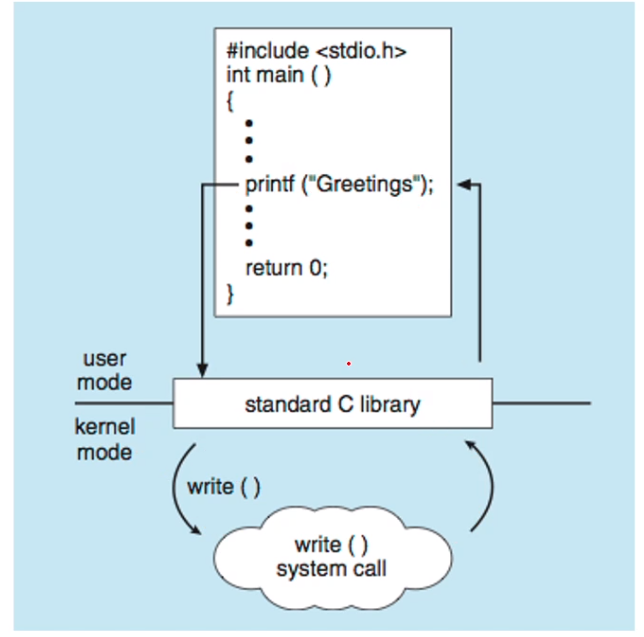 #include <stdio.h>
int main ( )
{
•
•
•
printf ("Greetings");
•
•
•
return 0;
}
user
mode
standard C library
kernel
mode
write ( )
write ( )
system call